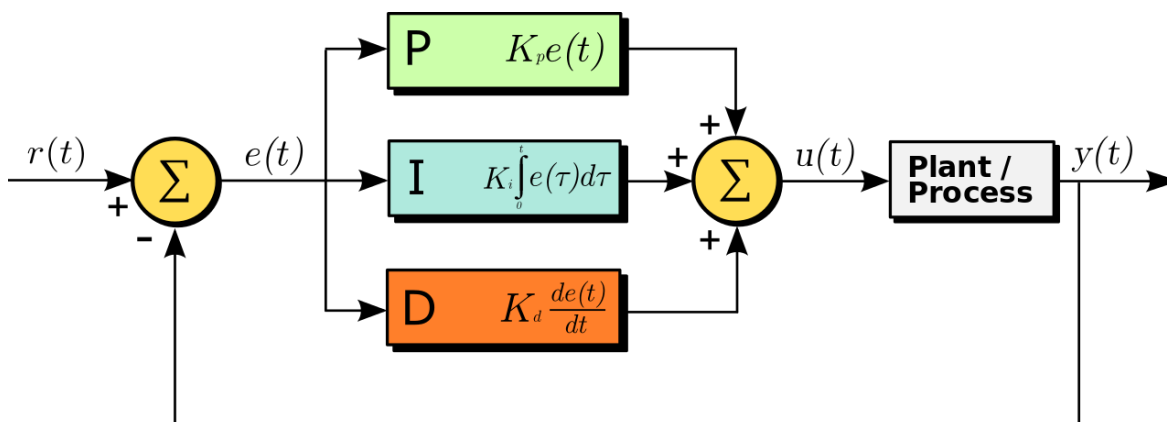 P K_p e(t)
r(t)
Σ
e(t)
+
-
I K_i ∫_0^t e(τ)dτ
+
+
+
Σ
u(t)
Plant /
Process
y(t)
D K_d de(t)/dt